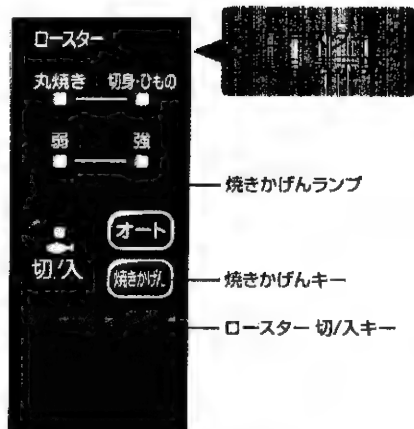 ロースター
丸焼き 切身・ひもの
弱 強
焼きかげんランプ
オート
切/入
焼きかげん
焼きかげんキー
ロースター 切/入キー